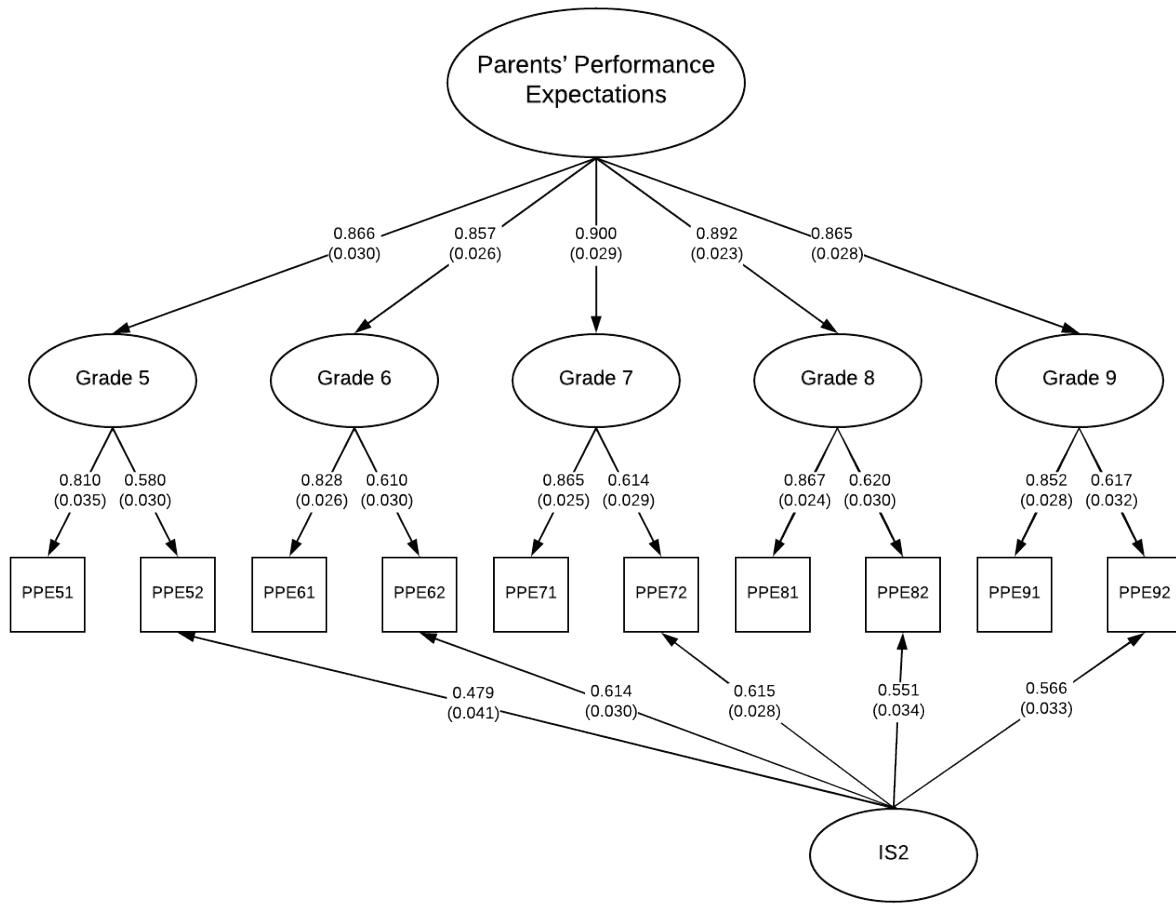 Parents' Performance
Expectations
0.866 0.857 0.900 0.892 0.865
(0.030) (0.026) (0.029) (0.023) (0.028)
Grade 5 Grade 6 Grade 7 Grade 8 Grade 9
0.810 0.580 0.828 0.610 0.865 0.614 0.867 0.620 0.852 0.617
(0.035) (0.030) (0.026) (0.030) (0.025) (0.029) (0.024) (0.030) (0.028) (0.032)
PPE51 PPE52 PPE61 PPE62 PPE71 PPE72 PPE81 PPE82 PPE91 PPE92
0.479 0.614 0.615 0.551 0.566
(0.041) (0.030) (0.028) (0.034) (0.033)
IS2